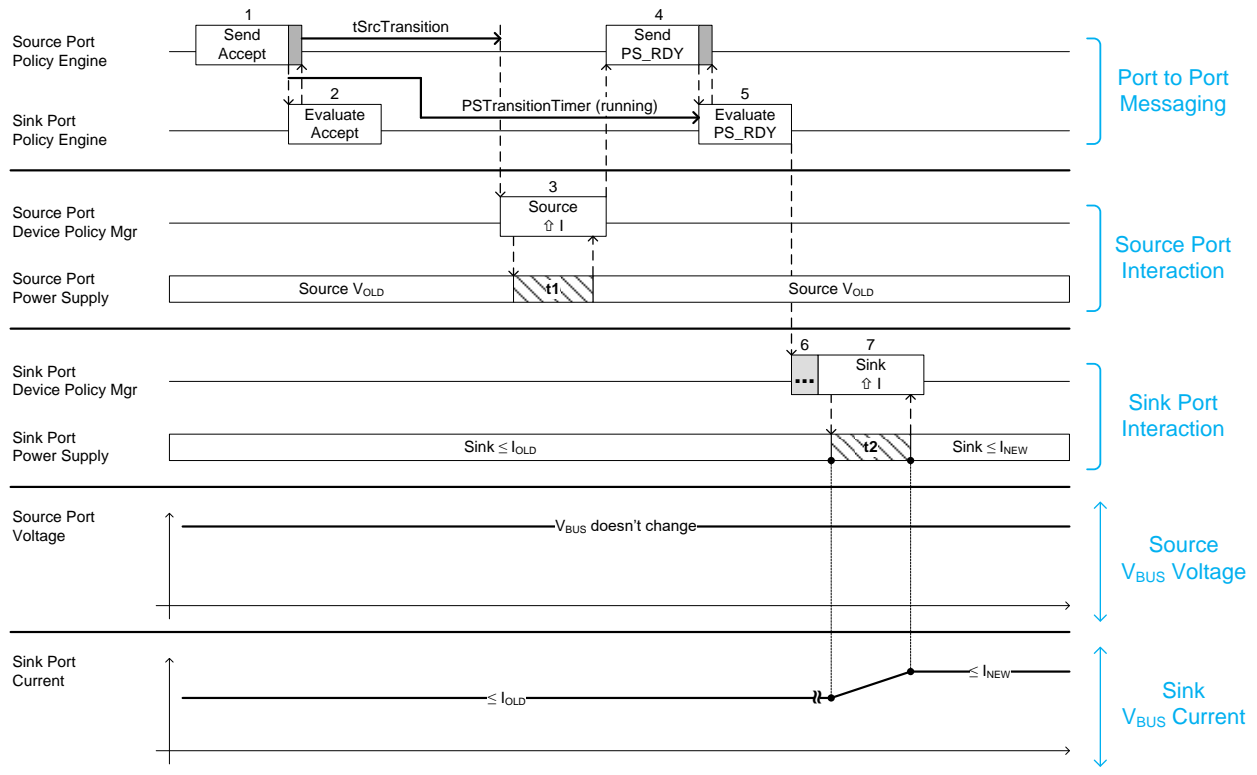 1
4
Source Port
Policy Engine
Send
Accept
tSrcTransition
Send
PS_RDY
Port to Port
Messaging
2
5
Sink Port
Policy Engine
Evaluate
Accept
PSTransitionTimer (running)
Evaluate
PS_RDY
3
Source Port
Device Policy Mgr
Source
⇧ I
Source Port
Interaction
Source Port
Power Supply
Source VOLD
t1
Source VOLD
6
7
Sink Port
Device Policy Mgr
...
Sink
⇧ I
Sink Port
Interaction
Sink Port
Power Supply
Sink ≤ IOLD
t2
Sink ≤ INEW
Source Port
Voltage
VBUS doesn't change
Source
VBUS Voltage
Sink Port
Current
≤ IOLD
≤ INEW
Sink
VBUS Current